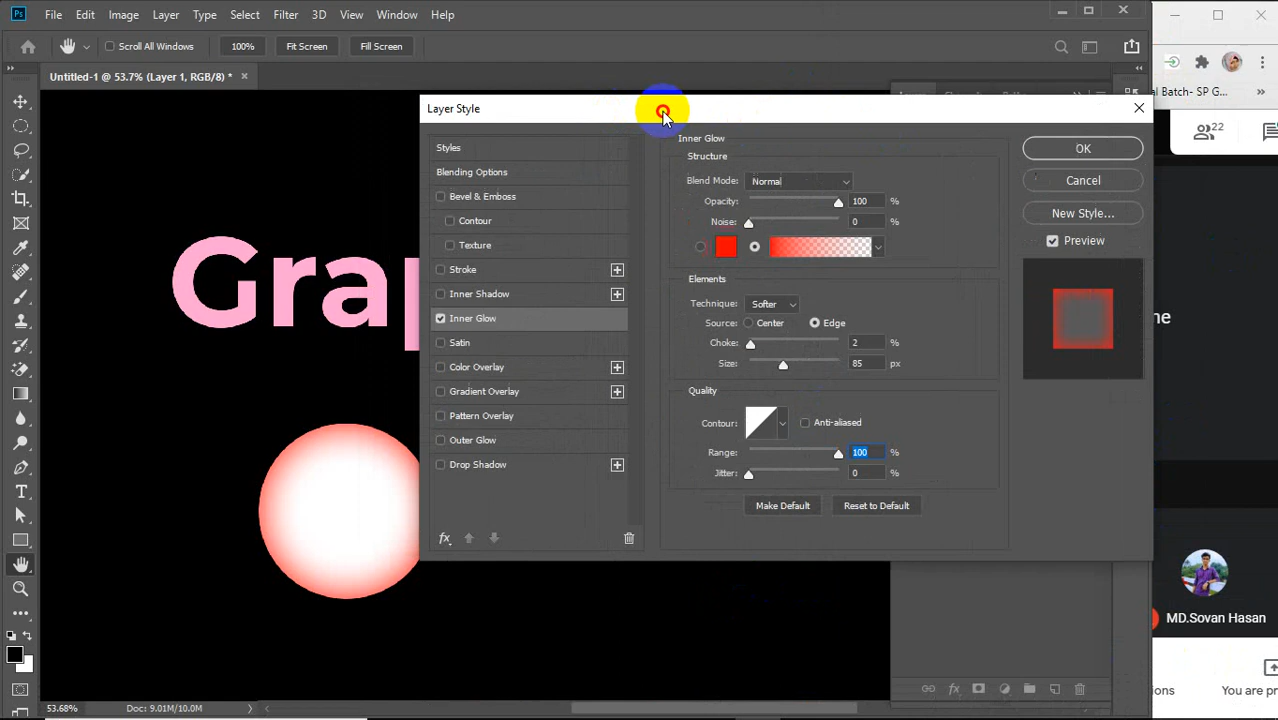 Ps File Edit Image Layer Type Select Filter 3D View Window Help
Scroll All Windows 100% Fit Screen Fill Screen
Untitled-1 @ 53.7% (Layer 1, RGB/8) * ×
al Batch- SP G... »
22
Layer Style
Styles
Blending Options
Bevel & Emboss
Contour
Texture
Stroke
Inner Shadow
Inner Glow
Satin
Color Overlay
Gradient Overlay
Pattern Overlay
Outer Glow
Drop Shadow
fx
Inner Glow
Structure
Blend Mode: Normal
Opacity: 100 %
Noise: 0 %
Elements
Technique: Softer
Source: Center Edge
Choke: 2 %
Size: 85 px
Quality
Contour: Anti-aliased
Range: 100 %
Jitter: 0 %
Make Default Reset to Default
OK
Cancel
New Style...
Preview
Grap
me
MD.Sovan Hasan
fx
53.68% Doc: 9.01M/10.0M
tions You are pr